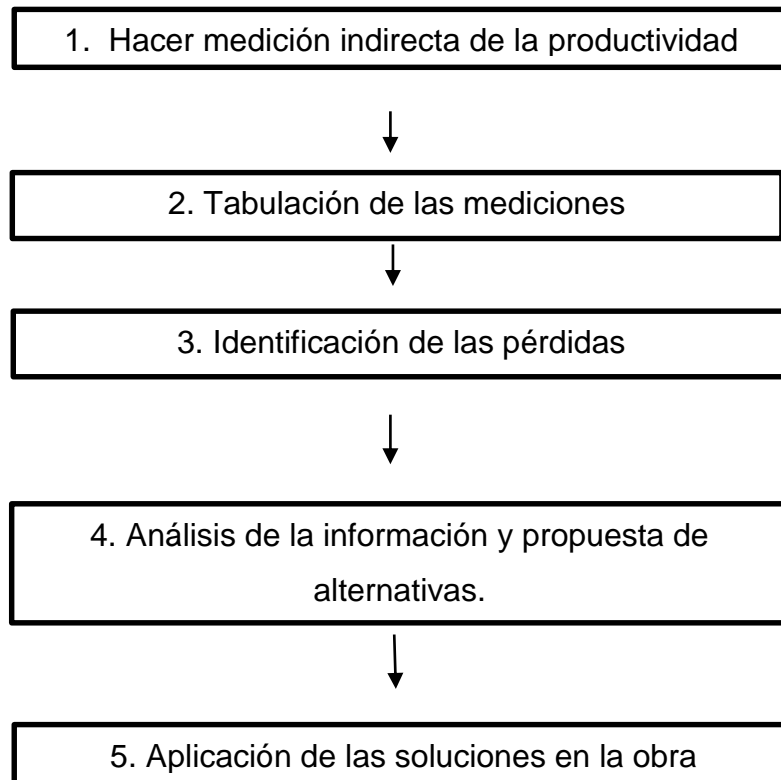 1. Hacer medición indirecta de la productividad
2. Tabulación de las mediciones
3. Identificación de las pérdidas
4. Análisis de la información y propuesta de
alternativas.
5. Aplicación de las soluciones en la obra